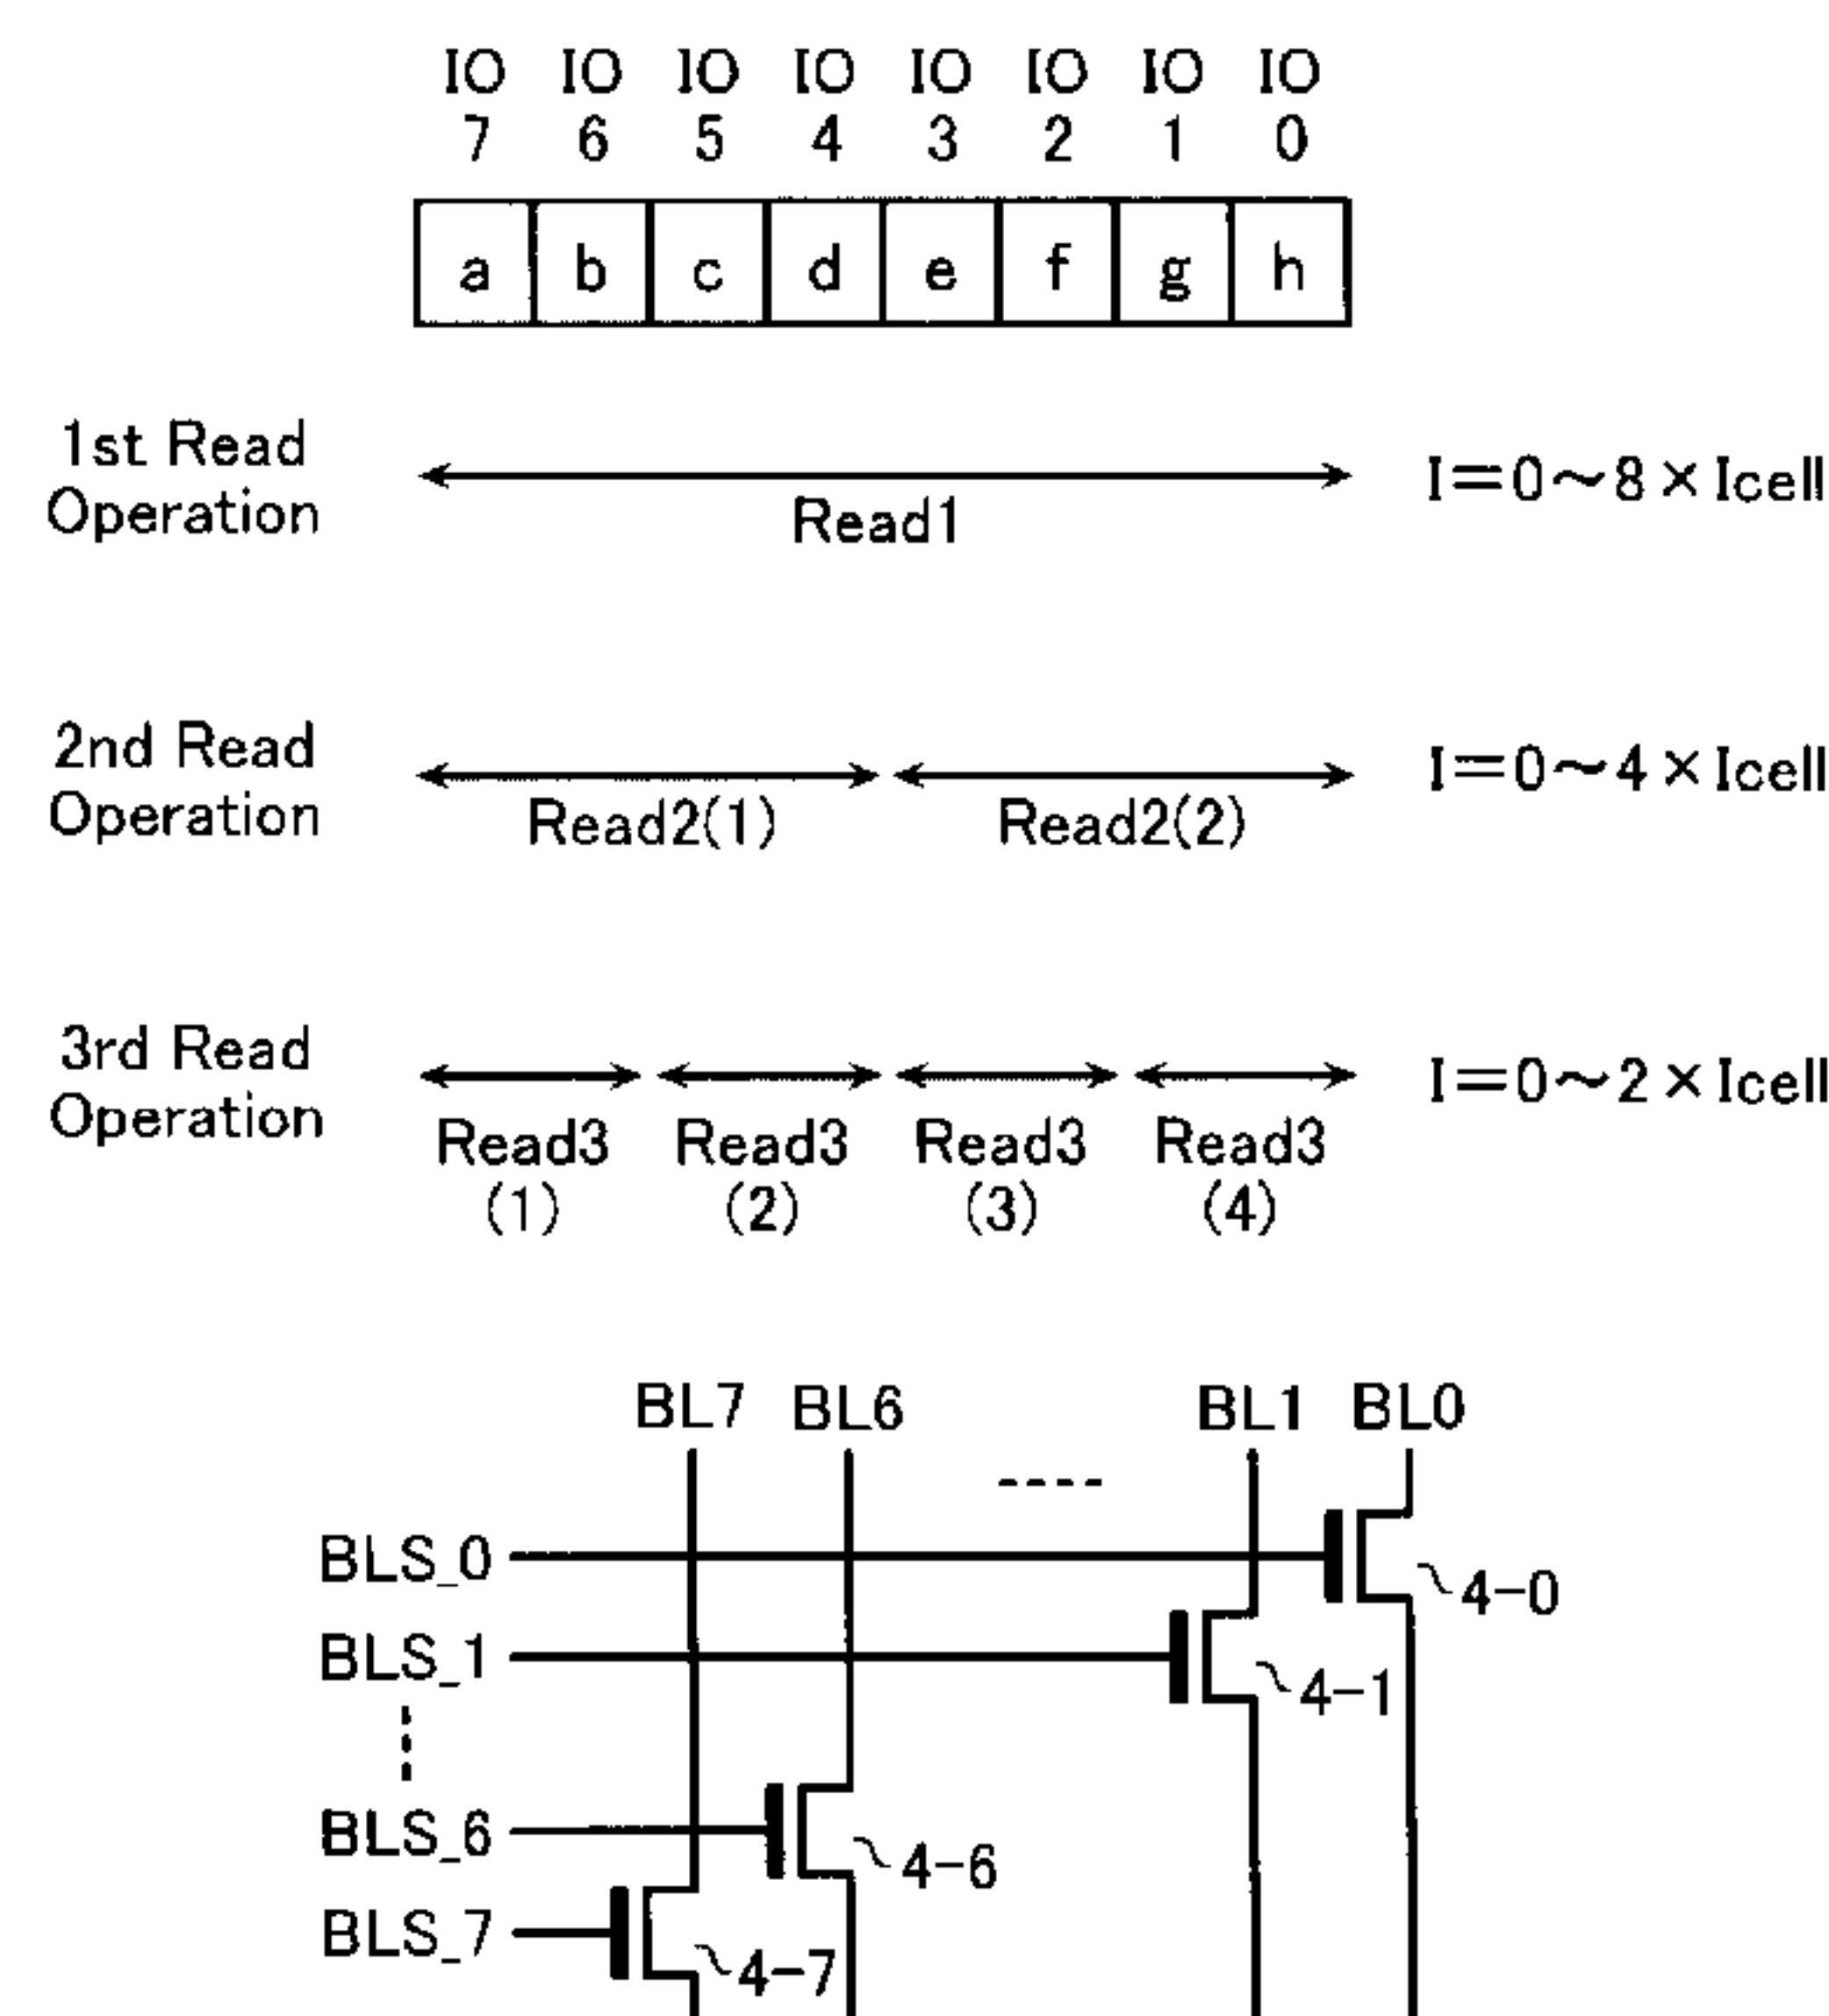 IO IO IO IO IO IO IO IO
7 6 5 4 3 2 1 0
a b c d e f g h
1st Read
Operation
Read1
I=0~8×Icell
2nd Read
Operation
Read2(1) Read2(2)
I=0~4×Icell
3rd Read
Operation
Read3 Read3 Read3 Read3
(1) (2) (3) (4)
I=0~2×Icell
BL7 BL6 BL1 BL0
BLS_0
4-0
BLS_1
4-1
BLS_6
4-6
BLS_7
4-7